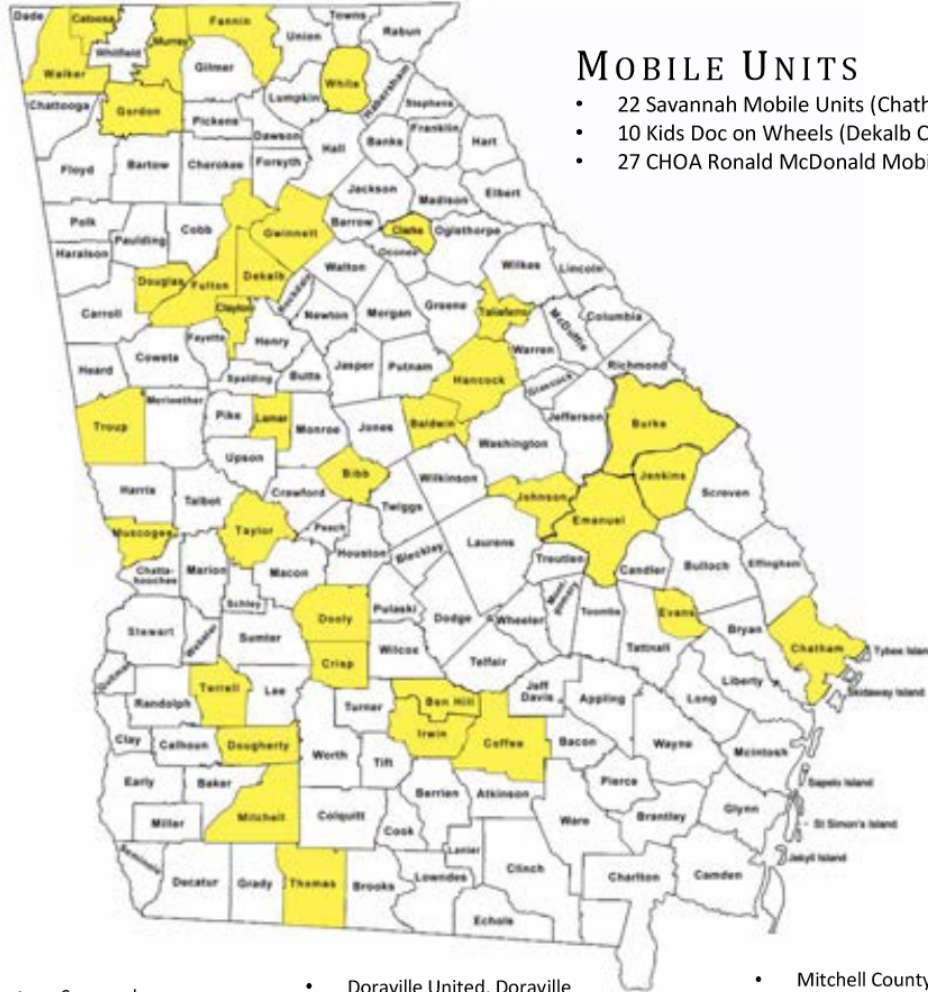 MOBILE UNITS
• 22 Savannah Mobile Units (Chath
• 10 Kids Doc on Wheels (Dekalb C
• 27 CHOA Ronald McDonald Mobi
Dade
Catoosa
Fannin
Towns
Rabun
Union
Murray
Whitfield
Walker
Gilmer
White
Habersham
Lumpkin
Stephens
Chattooga
Gordon
Pickens
Dawson
Banks
Franklin
Hart
Hall
Floyd
Bartow
Cherokee
Forsyth
Jackson
Madison
Elbert
Polk
Paulding
Cobb
Gwinnett
Barrow
Clarke
Oglethorpe
Oconee
Haralson
Walton
Wilkes
Lincoln
Douglas
Fulton
Dekalb
Rockdale
Carroll
Clayton
Newton
Morgan
Greene
Taliaferro
McDuffie
Columbia
Fayette
Henry
Warren
Richmond
Heard
Coweta
Spalding
Butts
Jasper
Putnam
Hancock
Glascock
Meriwether
Troup
Pike
Lamar
Monroe
Jones
Baldwin
Washington
Jefferson
Burke
Upson
Bibb
Wilkinson
Jenkins
Screven
Harris
Talbot
Crawford
Twiggs
Johnson
Emanuel
Muscogee
Taylor
Peach
Laurens
Houston
Bleckley
Treutlen
Candler
Bulloch
Effingham
Chatta-
hoochee
Marion
Macon
Schley
Dooly
Pulaski
Dodge
Wheeler
Mont-
gomery
Toombs
Evans
Stewart
Webster
Sumter
Crisp
Wilcox
Telfair
Tattnall
Bryan
Chatham
Tybee Islan
Quitman
Terrell
Lee
Randolph
Turner
Ben Hill
Jeff
Davis
Appling
Long
Liberty
Skidaway Island
Clay
Calhoun
Dougherty
Worth
Tift
Irwin
Coffee
Bacon
Wayne
Mcintosh
Early
Baker
Berrien
Atkinson
Pierce
Sapelo Island
Miller
Mitchell
Colquitt
Cook
Ware
Brantley
Glynn
St Simon's Island
Seminole
Lanier
Jekyll Island
Decatur
Grady
Thomas
Brooks
Lowndes
Clinch
Charlton
Camden
Echols
• Doraville United, Doraville
• Mitchell County